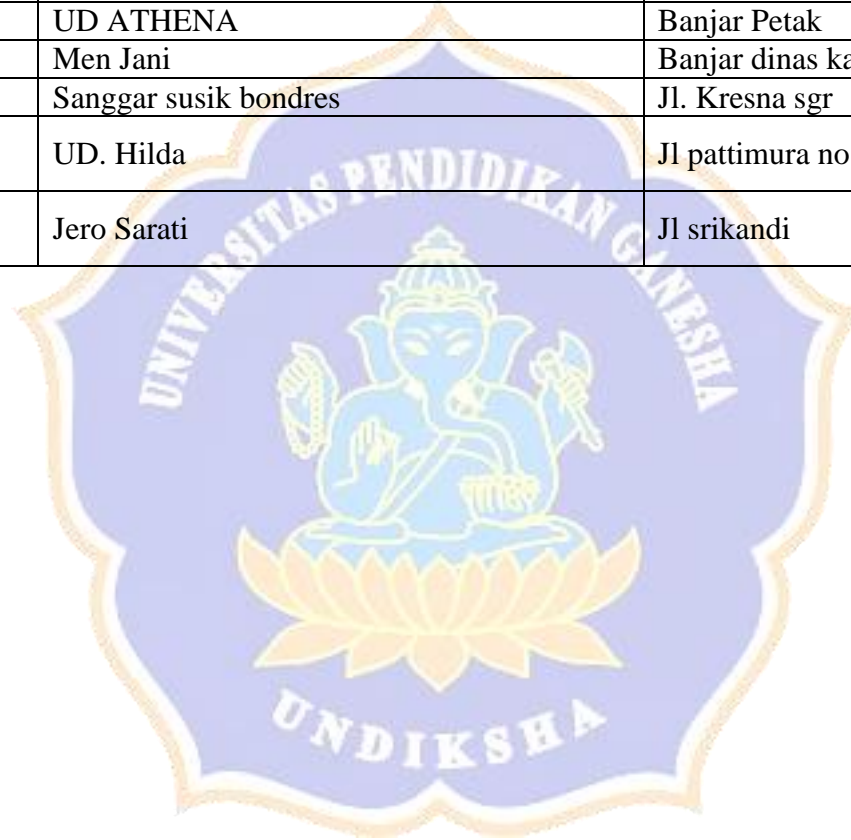 UD ATHENA Banjar Petak
Men Jani Banjar dinas
Sanggar susik bondres Jl. Kresna sgr
UD. Hilda Jl pattimura no
Jero Sarati Jl srikandi
UNIVERSITAS PENDIDIKAN GANESHA
UNDIKSHA